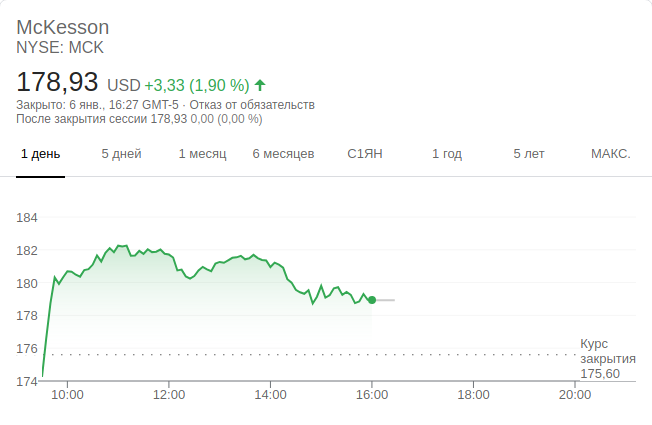 McKesson
NYSE: MCK
178,93 USD +3,33 (1,90 %)
Закрыто: 6 янв., 16:27 GMT-5 · Отказ от обязательств
После закрытия сессии 178,93 0,00 (0,00 %)
1 день 5 дней 1 месяц 6 месяцев С1ЯН 1 год 5 лет МАКС.
184
182
180
178
176
174
Курс
закрытия
175,60
10:00 12:00 14:00 16:00 18:00 20:00